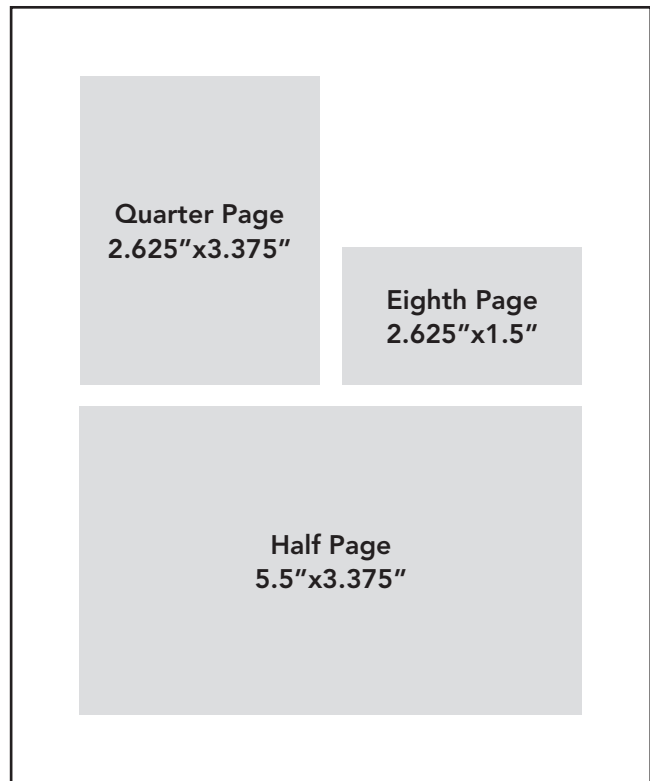 Quarter Page
2.625”x3.375”
Eighth Page
2.625”x1.5”
Half Page
5.5”x3.375”